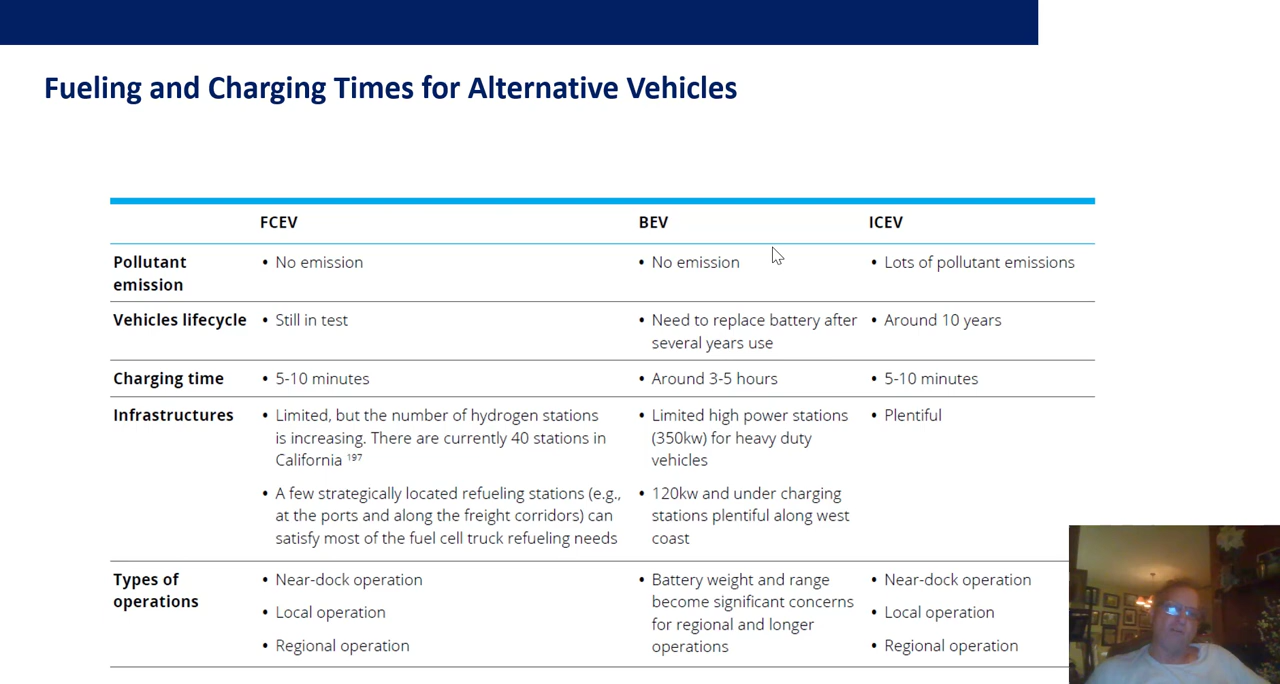 Fueling and Charging Times for Alternative Vehicles
FCEV BEV ICEV
Pollutant emission
• No emission
• No emission
• Lots of pollutant emissions
Vehicles lifecycle
• Still in test
• Need to replace battery after
several years use
• Around 10 years
Charging time
• 5-10 minutes
• Around 3-5 hours
• 5-10 minutes
Infrastructures
• Limited, but the number of hydrogen stations
is increasing. There are currently 40 stations in
California 197
• A few strategically located refueling stations (e.g.,
at the ports and along the freight corridors) can
satisfy most of the fuel cell truck refueling needs
• Limited high power stations
(350kw) for heavy duty
vehicles
• 120kw and under charging
stations plentiful along west
coast
• Plentiful
Types of
operations
• Near-dock operation
• Local operation
• Regional operation
• Battery weight and range
become significant concerns
for regional and longer
operations
• Near-dock operation
• Local operation
• Regional operation